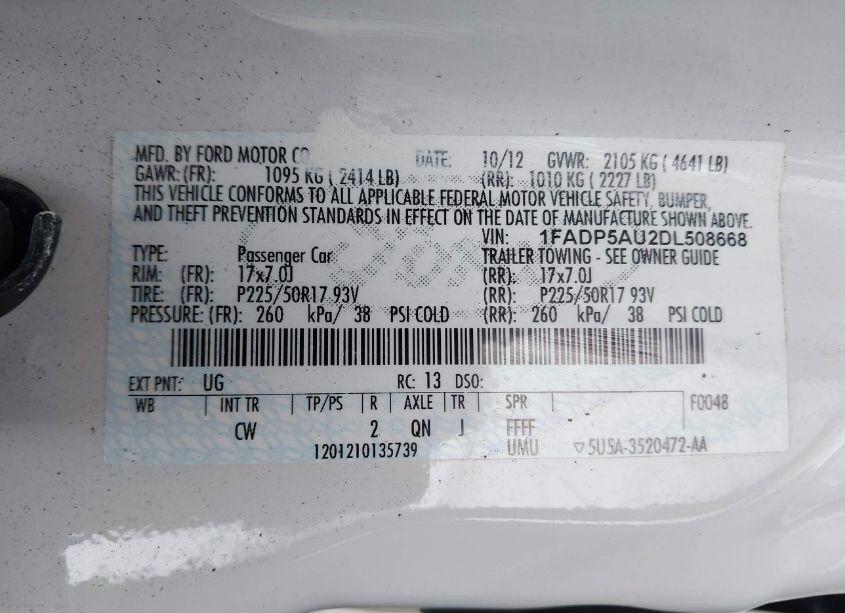 MFD. BY FORD MOTOR CO. DATE: 10/12 GVWR: 2105 KG ( 4641 LB)
GAWR: (FR): 1095 KG ( 2414 LB) (RR): 1010 KG ( 2227 LB)
THIS VEHICLE CONFORMS TO ALL APPLICABLE FEDERAL MOTOR VEHICLE SAFETY, BUMPER,
AND THEFT PREVENTION STANDARDS IN EFFECT ON THE DATE OF MANUFACTURE SHOWN ABOVE.
VIN: 1FADP5AU2DL508668
TYPE: Passenger Car TRAILER TOWING - SEE OWNER GUIDE
RIM: (FR): 17x7.0J (RR): 17x7.0J
TIRE: (FR): P225/50R17 93V (RR): P225/50R17 93V
PRESSURE: (FR): 260 kPa/ 38 PSI COLD (RR): 260 kPa/ 38 PSI COLD
EXT PNT: UG RC: 13 DSO:
WB INT TR TP/PS R AXLE TR SPR F0048
CW 2 QN J FFFF
1201210135739 UMU ▽5U5A-3520472-AA